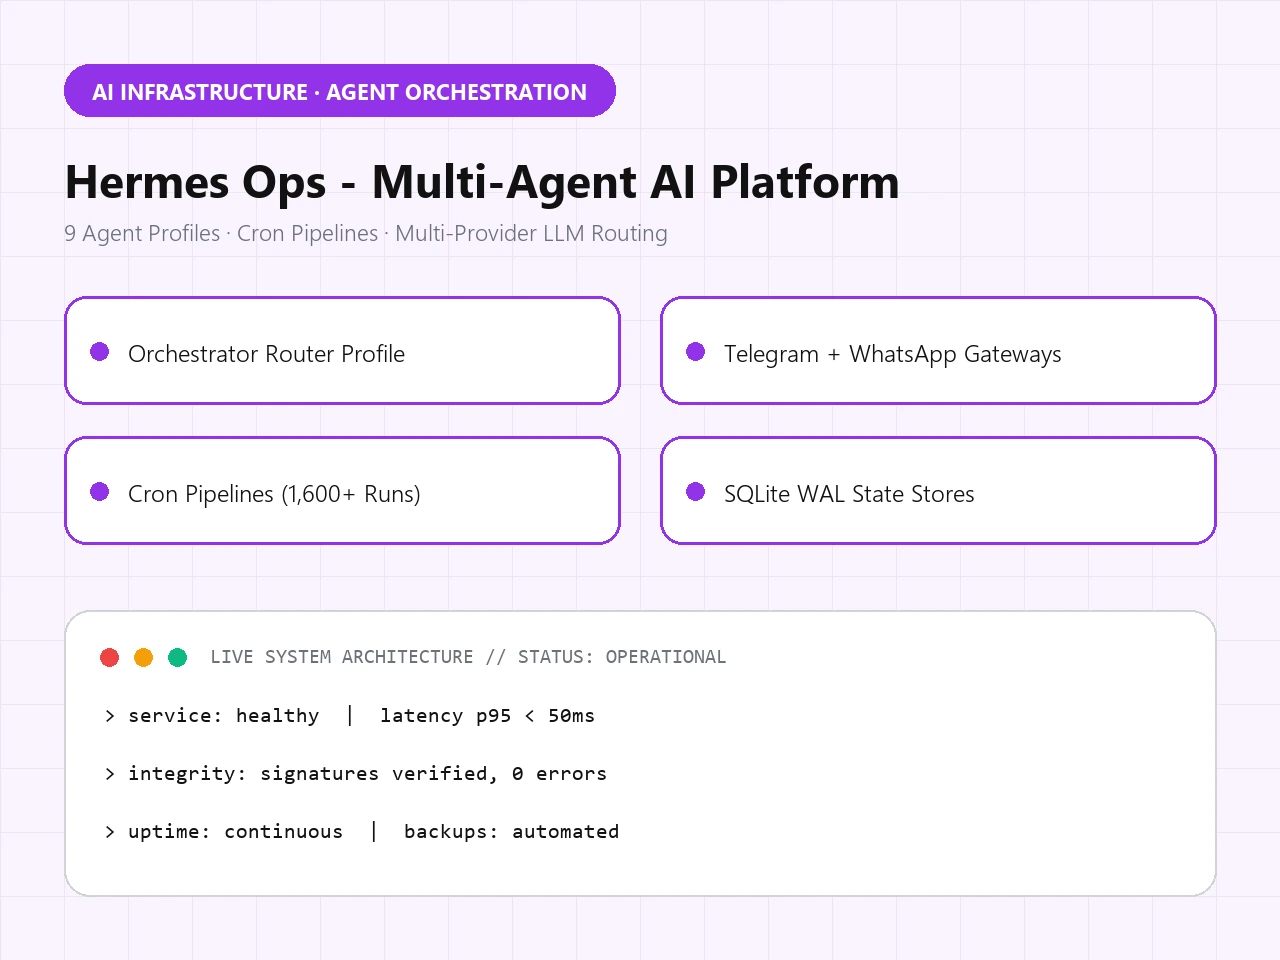 AI INFRASTRUCTURE · AGENT ORCHESTRATION
Hermes Ops - Multi-Agent AI Platform
9 Agent Profiles · Cron Pipelines · Multi-Provider LLM Routing
Orchestrator Router Profile
Telegram + WhatsApp Gateways
Cron Pipelines (1,600+ Runs)
SQLite WAL State Stores
LIVE SYSTEM ARCHITECTURE // STATUS: OPERATIONAL
> service: healthy | latency p95 < 50ms
> integrity: signatures verified, 0 errors
> uptime: continuous | backups: automated